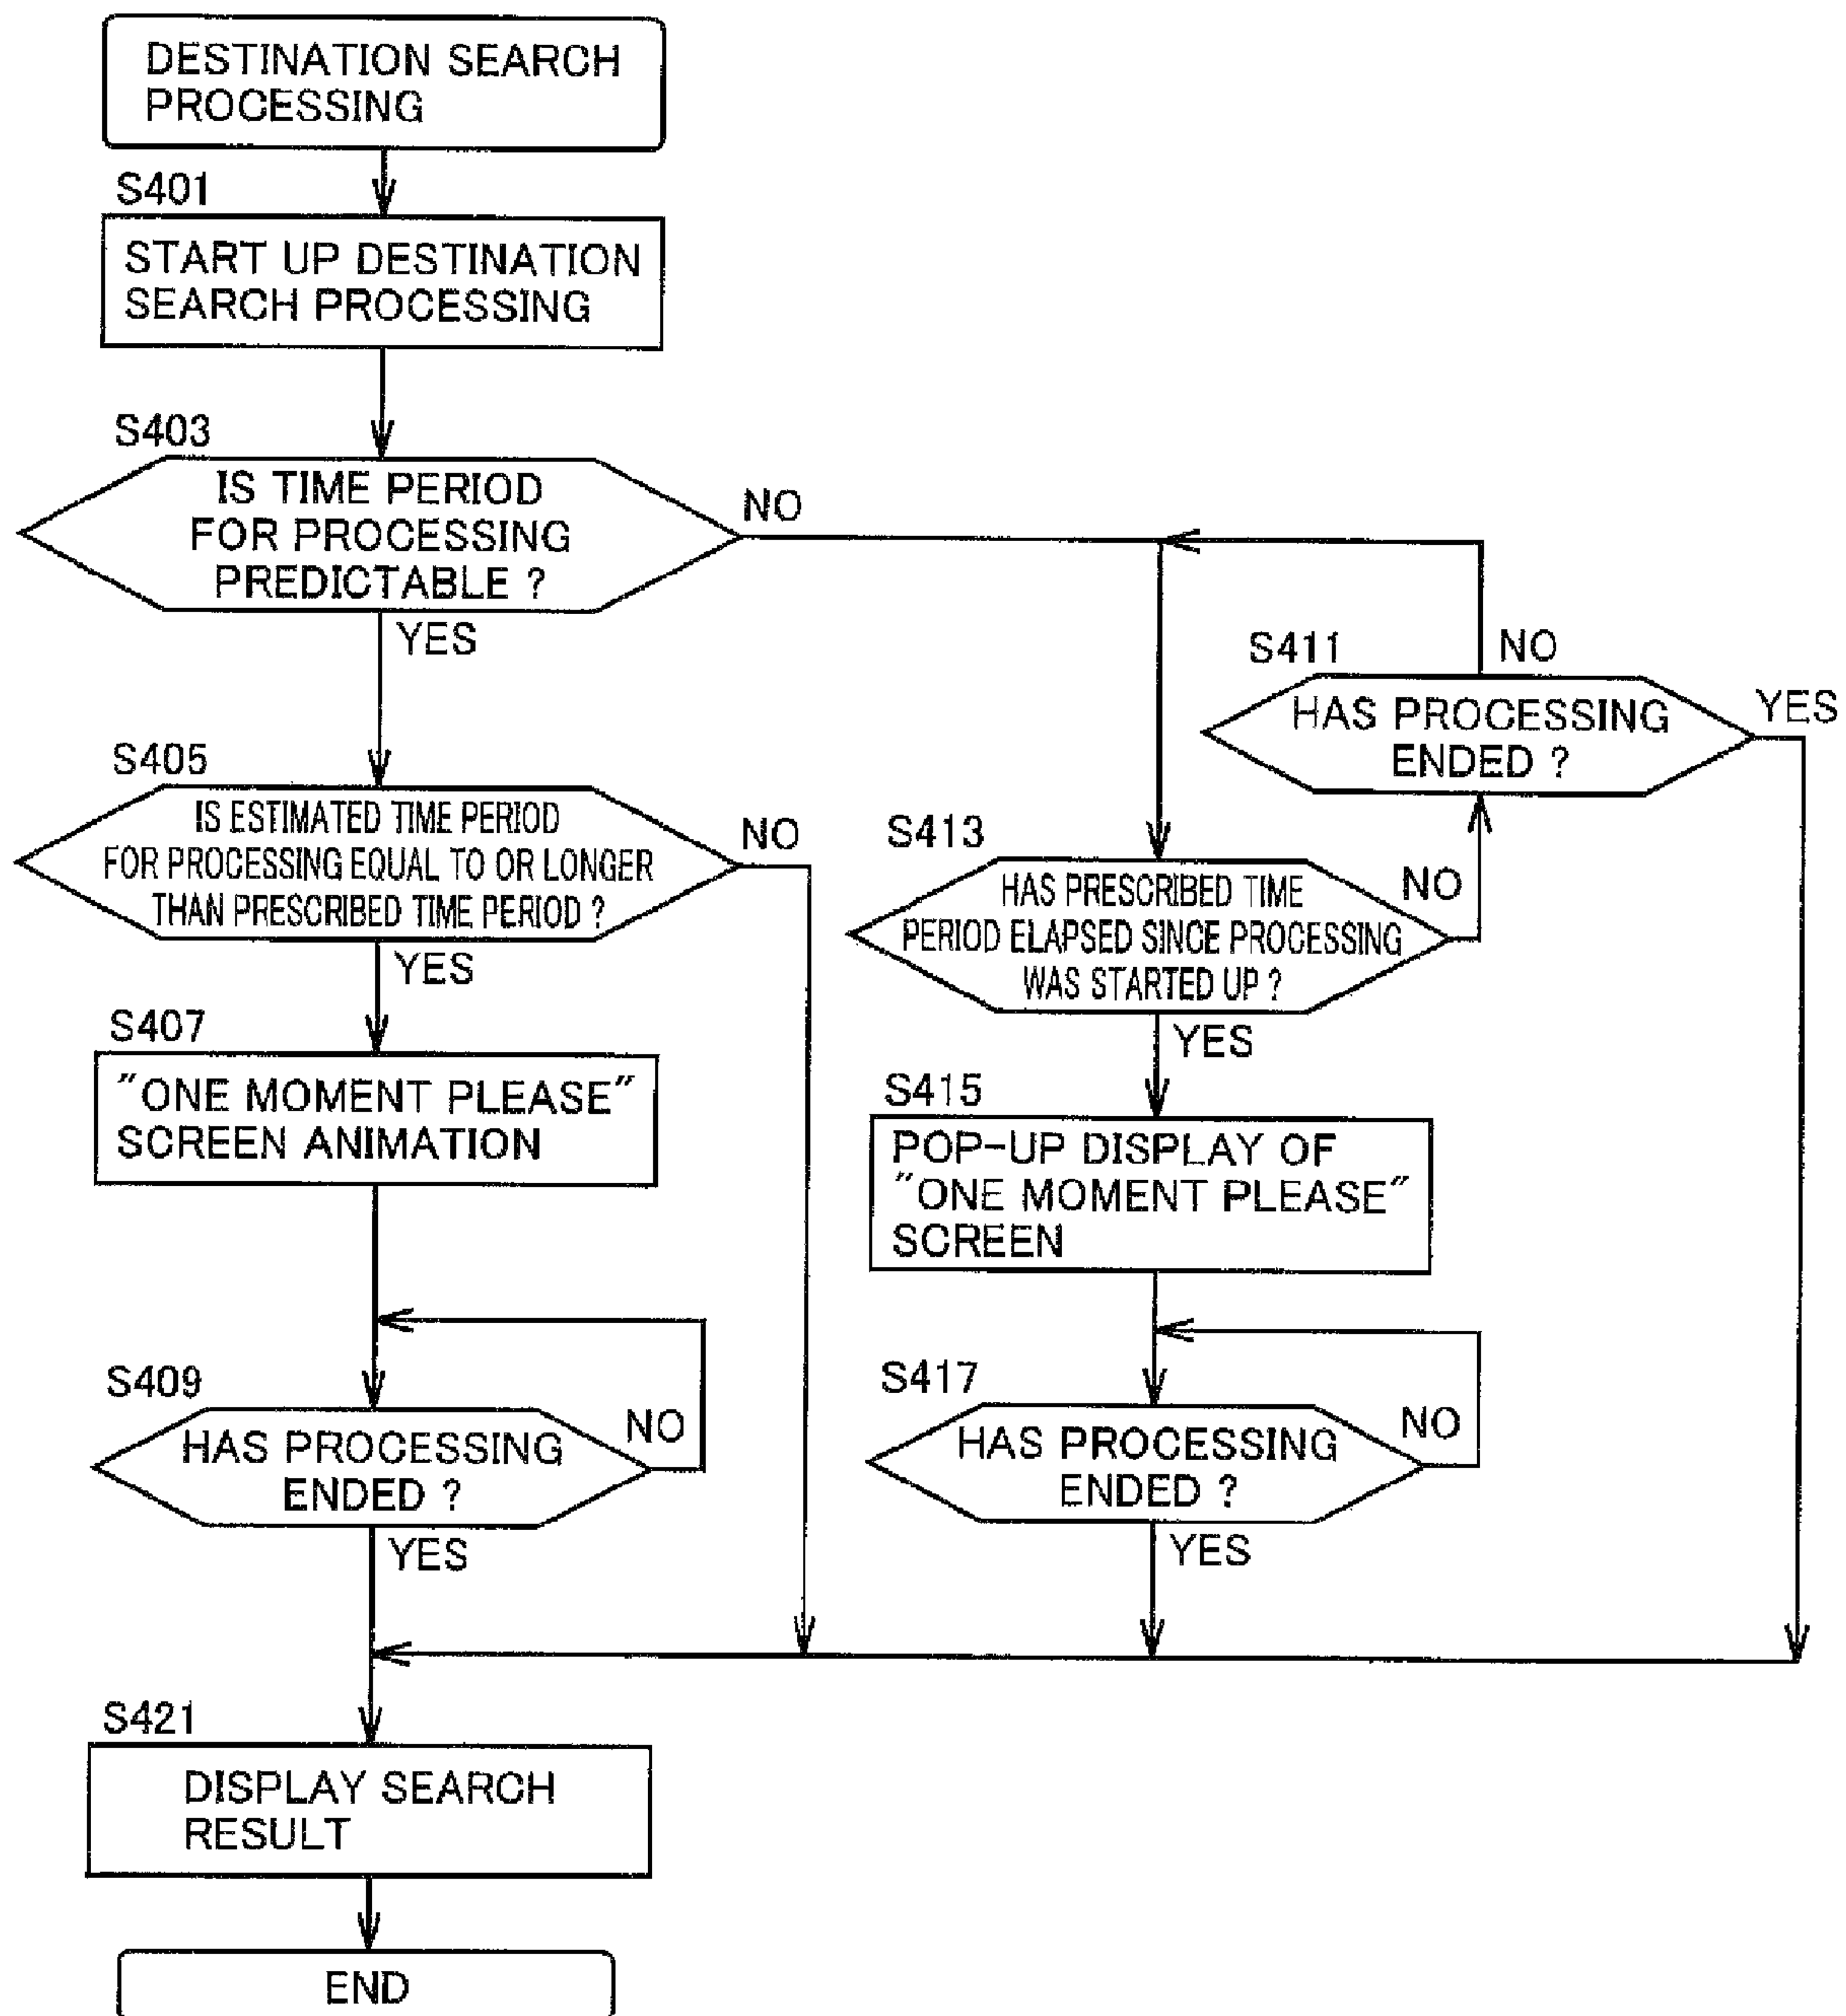 DESTINATION SEARCH
PROCESSING
S401
START UP DESTINATION
SEARCH PROCESSING
S403
IS TIME PERIOD
FOR PROCESSING
PREDICTABLE ?
NO
YES
S405
IS ESTIMATED TIME PERIOD
FOR PROCESSING EQUAL TO OR LONGER
THAN PRESCRIBED TIME PERIOD ?
NO
YES
S407
"ONE MOMENT PLEASE"
SCREEN ANIMATION
S409
HAS PROCESSING
ENDED ?
NO
YES
S411
NO
HAS PROCESSING
ENDED ?
YES
S413
HAS PRESCRIBED TIME
PERIOD ELAPSED SINCE PROCESSING
WAS STARTED UP ?
NO
YES
S415
POP-UP DISPLAY OF
"ONE MOMENT PLEASE"
SCREEN
S417
HAS PROCESSING
ENDED ?
NO
YES
S421
DISPLAY SEARCH
RESULT
END